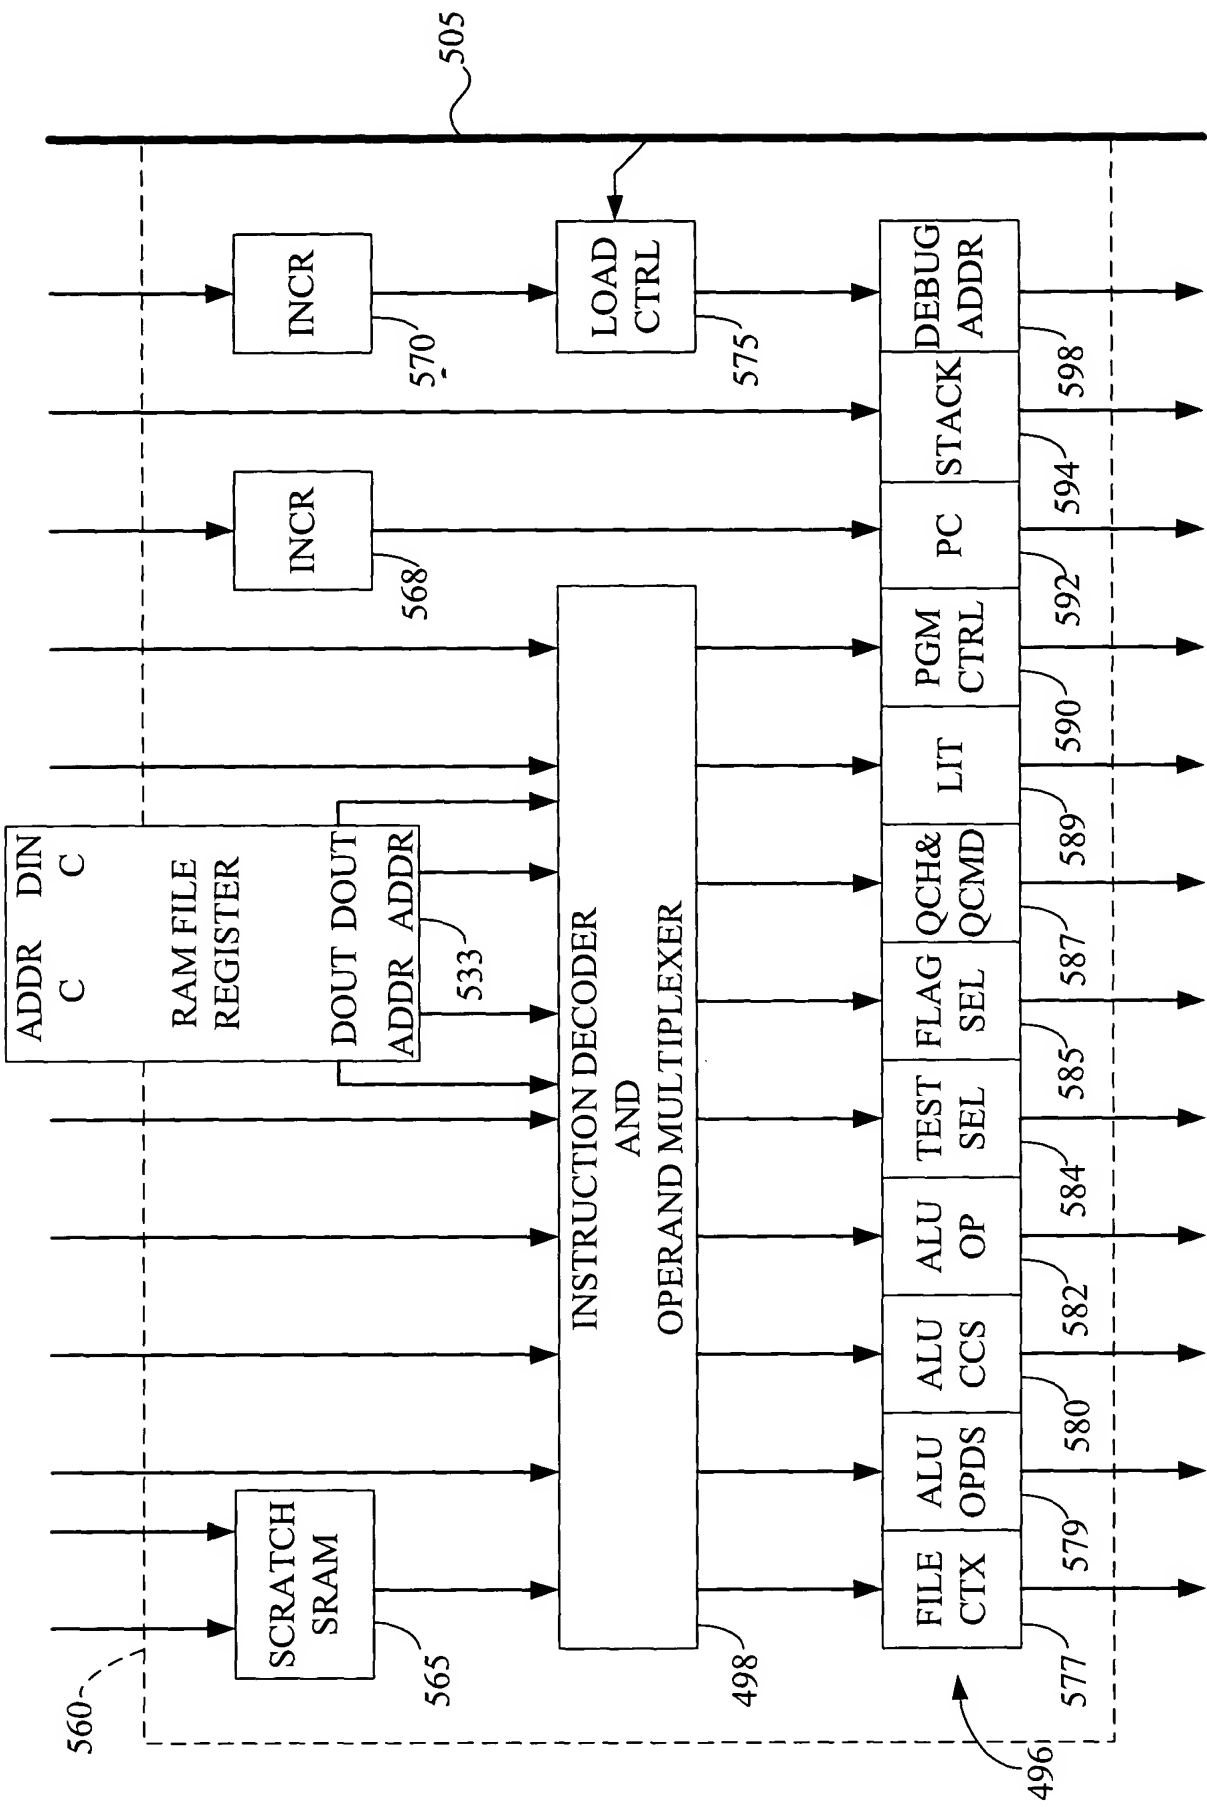 505
560
SCRATCH
SRAM
565
ADDR DIN
C C
RAM FILE
REGISTER
DOUT DOUT
ADDR ADDR
533
INCR
568
INCR
570
INSTRUCTION DECODER
AND
OPERAND MULTIPLEXER
498
LOAD
CTRL
575
496
FILE
CTX
577
ALU
OPDS
579
ALU
CCS
580
ALU
OP
582
TEST
SEL
584
FLAG
SEL
585
QCH&
QCMD
587
LIT
589
PGM
CTRL
590
PC
592
STACK
594
DEBUG
ADDR
598